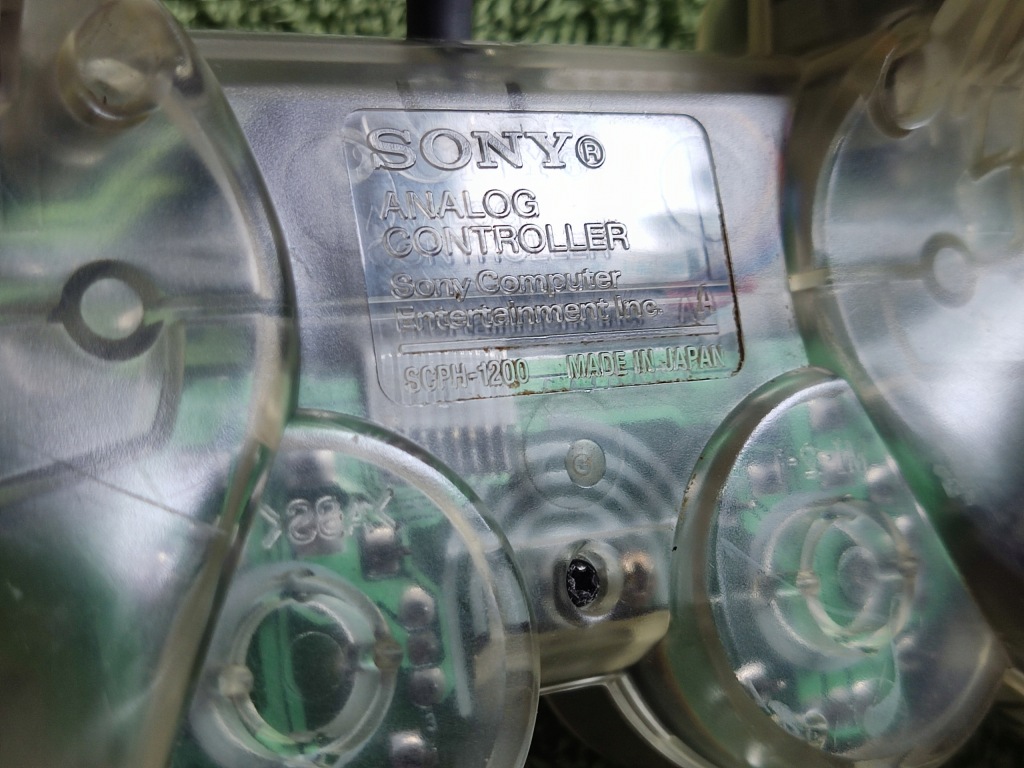 SONY®
ANALOG
CONTROLLER
Sony Computer
Entertainment Inc. A
SCPH-1200 MADE IN JAPAN
G